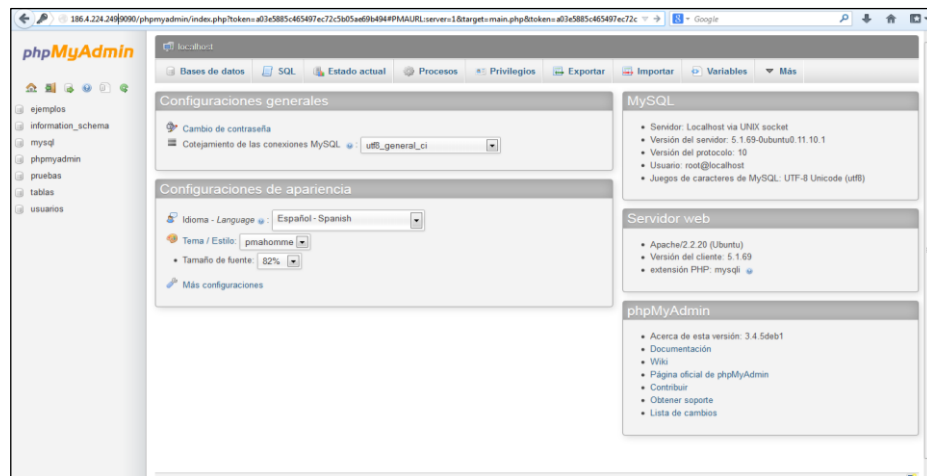 186.4.224.249:9090/phpmyadmin/index.php?token=a03e5885c465497ec72c5b05ae69b494#PMAURL:server=1&target=main.php&token=a03e5885c465497ec72c
Google
phpMyAdmin
ejemplos
information_schema
mysql
phpmyadmin
pruebas
tablas
usuarios
localhost
Bases de datos SQL Estado actual Procesos Privilegios Exportar Importar Variables Más
Configuraciones generales
Cambio de contraseña
Cotejamiento de las conexiones MySQL : utf8_general_ci
Configuraciones de apariencia
Idioma - Language : Español - Spanish
Tema / Estilo: pmahomme
Tamaño de fuente: 82%
Más configuraciones
MySQL
Servidor: Localhost via UNIX socket
Versión del servidor: 5.1.69-0ubuntu0.11.10.1
Versión del protocolo: 10
Usuario: root@localhost
Juegos de caracteres de MySQL: UTF-8 Unicode (utf8)
Servidor web
Apache/2.2.20 (Ubuntu)
Versión del cliente: 5.1.69
extensión PHP: mysqli
phpMyAdmin
Acerca de esta versión: 3.4.5deb1
Documentación
Wiki
Página oficial de phpMyAdmin
Contribuir
Obtener soporte
Lista de cambios